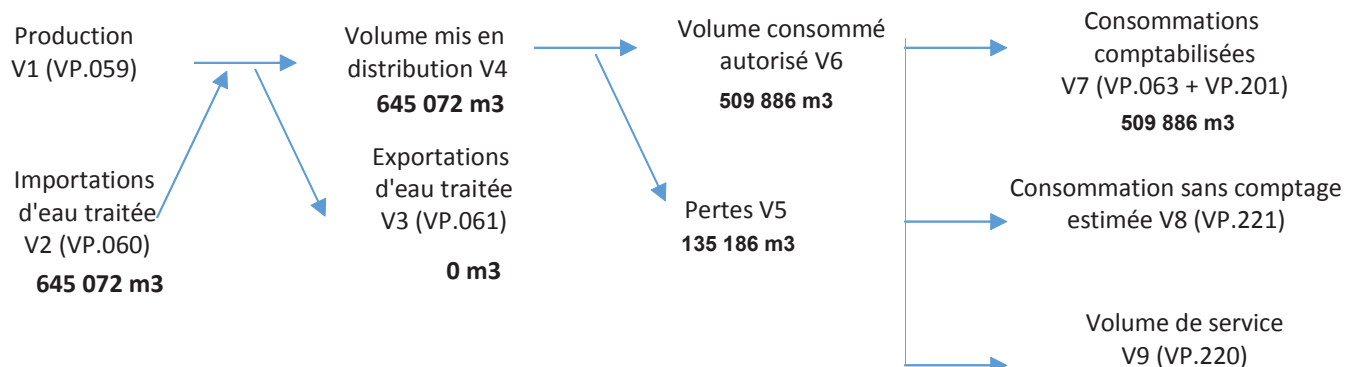 Production
V1 (VP.059)
Importations
d'eau traitée
V2 (VP.060)
645 072 m3
Volume mis en
distribution V4
645 072 m3
Exportations
d'eau traitée
V3 (VP.061)
0 m3
Volume consommé
autorisé V6
509 886 m3
Pertes V5
135 186 m3
Consommations
comptabilisées
V7 (VP.063 + VP.201)
509 886 m3
Consommation sans comptage
estimée V8 (VP.221)
Volume de service
V9 (VP.220)